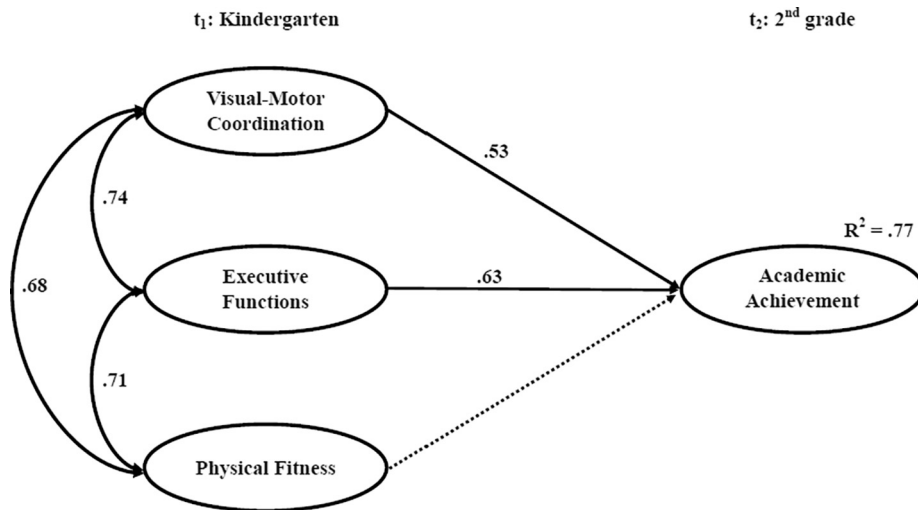 t₁: Kindergarten
t₂: 2ⁿᵈ grade
Visual-Motor
Coordination
.53
.74
R² = .77
Executive
Functions
.63
Academic
Achievement
.68
.71
Physical Fitness